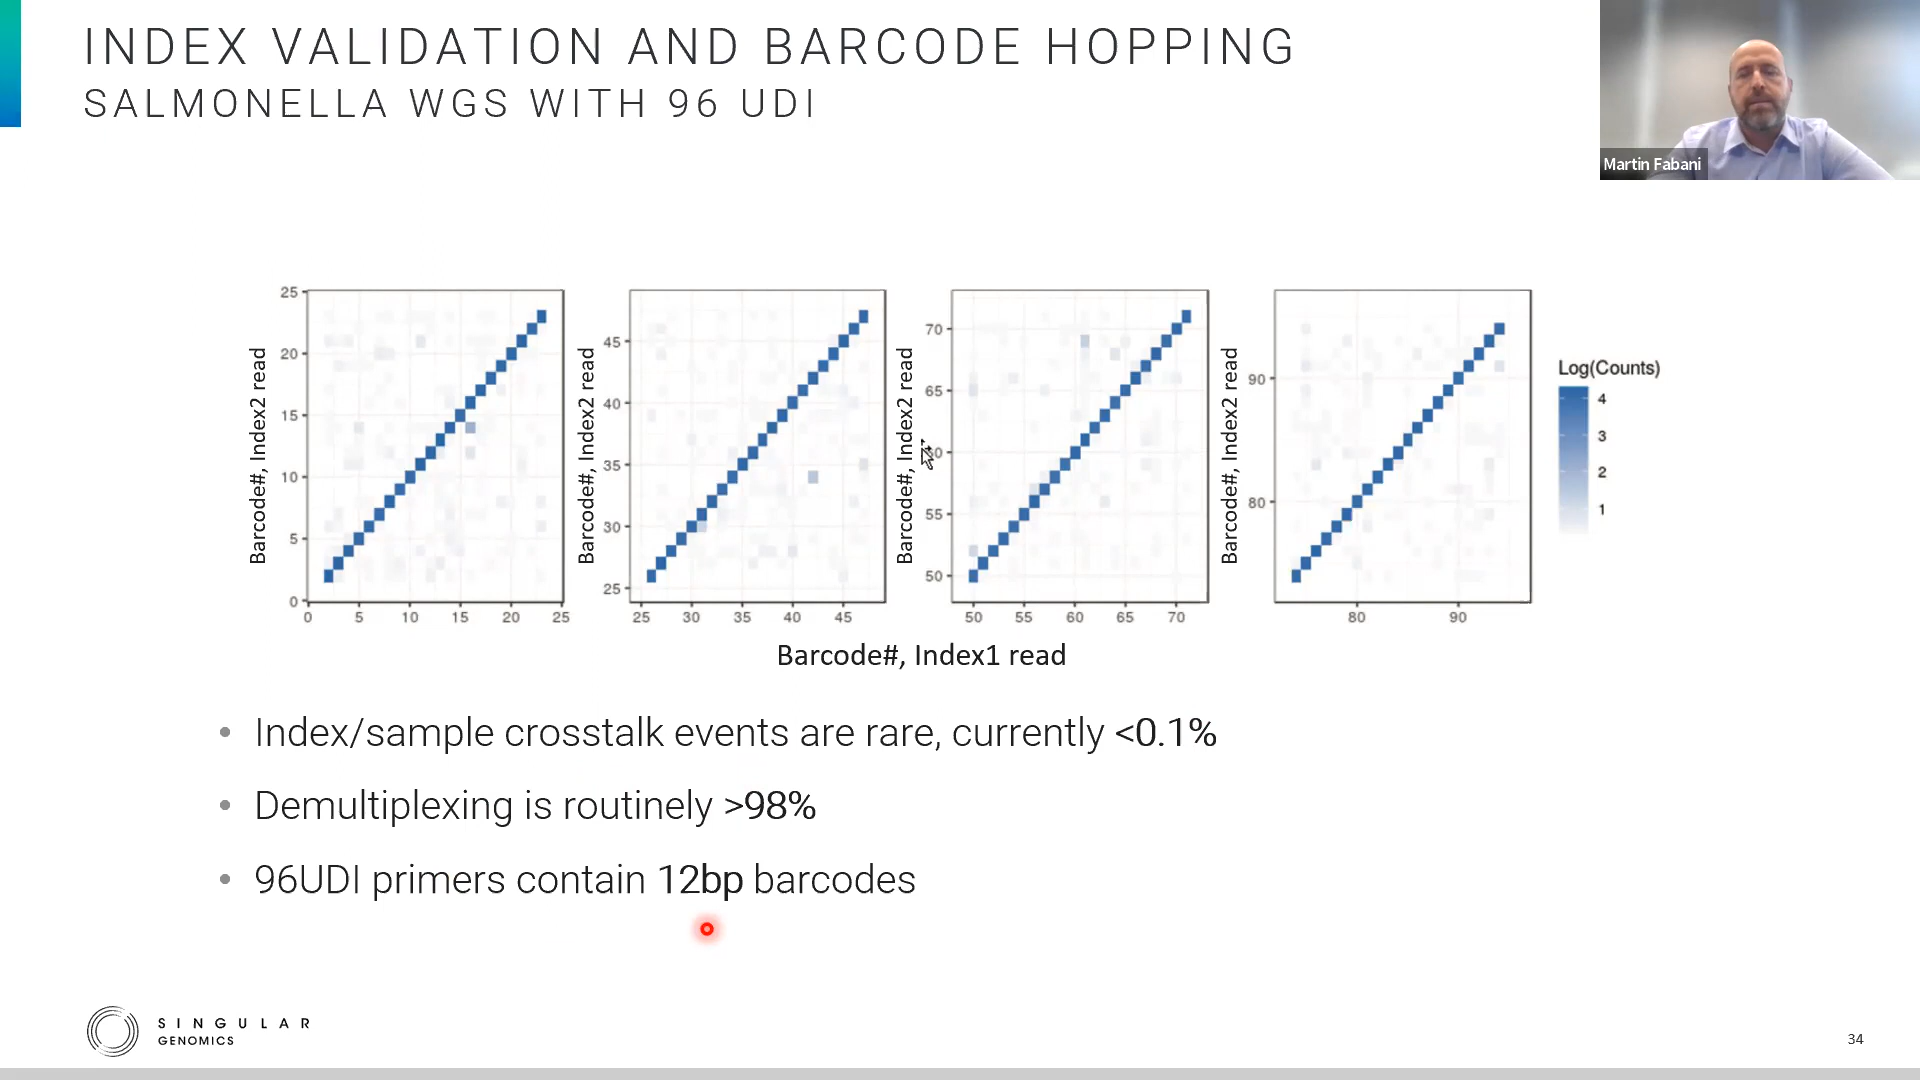 INDEX VALIDATION AND BARCODE HOPPING
SALMONELLA WGS WITH 96 UDI
Martin Fabani
Barcode#, Index2 read
25
20
15
10
5
0
0 5 10 15 20 25
Barcode#, Index2 read
45
40
35
30
25
25 30 35 40 45
Barcode#, Index2 read
70
65
55
50
50 55 60 65 70
Barcode#, Index2 read
90
80
80 90
Log(Counts)
4
3
2
1
Barcode#, Index1 read
• Index/sample crosstalk events are rare, currently <0.1%
• Demultiplexing is routinely >98%
• 96UDI primers contain 12bp barcodes
SINGULAR
GENOMICS
34